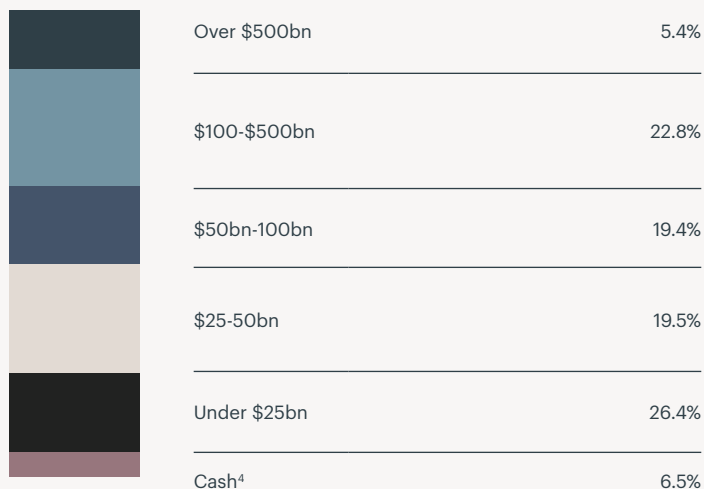 Over $500bn 5.4%
$100-$500bn 22.8%
$50bn-100bn 19.4%
$25-50bn 19.5%
Under $25bn 26.4%
Cash⁴ 6.5%